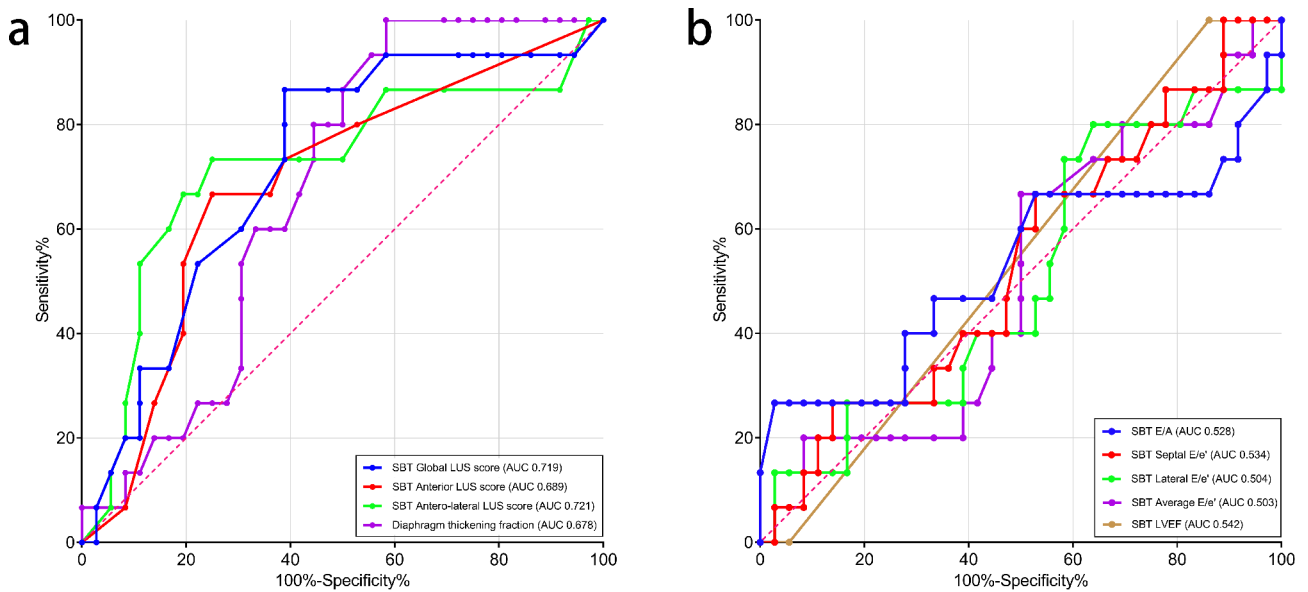 a
100
80
60
40
20
0
Sensitivity%
0
20
40
60
80
100
100%-Specificity%
SBT Global LUS score (AUC 0.719)
SBT Anterior LUS score (AUC 0.689)
SBT Antero-lateral LUS score (AUC 0.721)
Diaphragm thickening fraction (AUC 0.678)
b
100
80
60
40
20
0
Sensitivity%
0
20
40
60
80
100
100%-Specificity%
SBT E/A (AUC 0.528)
SBT Septal E/e' (AUC 0.534)
SBT Lateral E/e' (AUC 0.504)
SBT Average E/e' (AUC 0.503)
SBT LVEF (AUC 0.542)